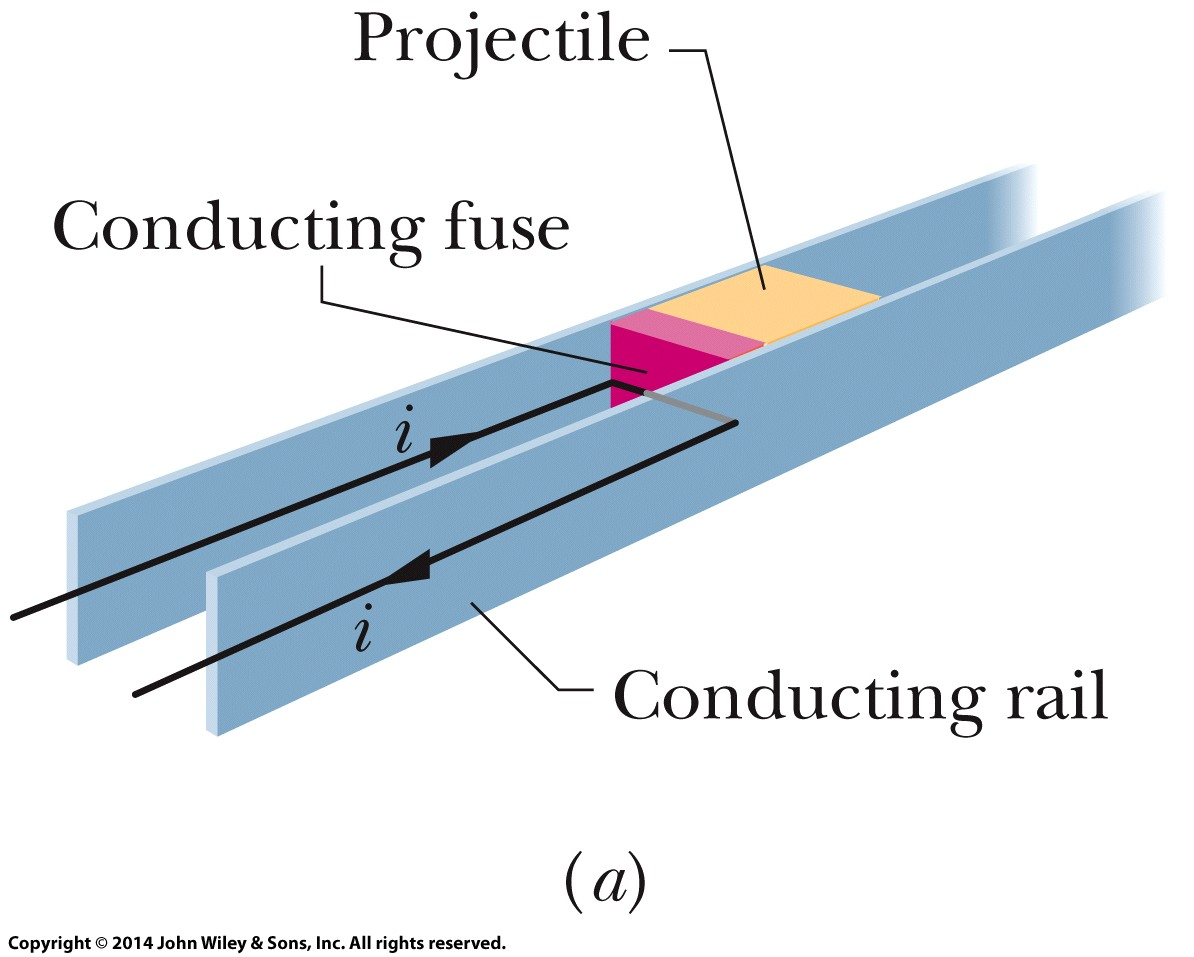 Projectile
Conducting fuse
i
i
Conducting rail
(a)
Copyright © 2014 John Wiley & Sons, Inc. All rights reserved.